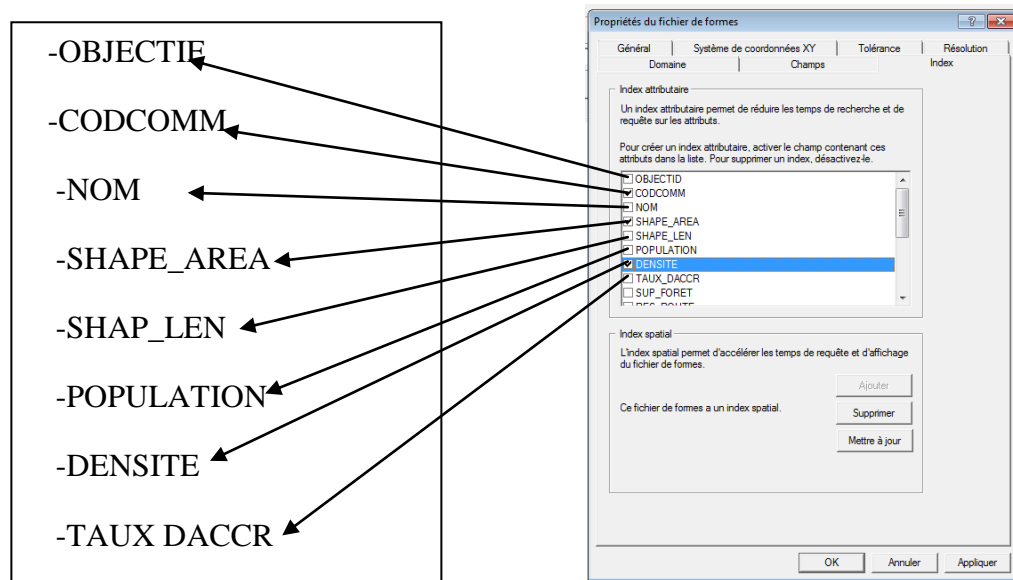 -OBJECTIE
-CODCOMM
-NOM
-SHAPE_AREA
-SHAP_LEN
-POPULATION
-DENSITE
-TAUX DACCR
Propriétés du fichier de formes
Général
Système de coordonnées XY
Tolérance
Résolution
Domaine
Champs
Index
Index attributaire
Un index attributaire permet de réduire les temps de recherche et de
requête sur les attributs.
Pour créer un index attributaire, activer le champ contenant ces
attributs dans la liste. Pour supprimer un index, désactivez-le.
OBJECTID
CODCOMM
NOM
SHAPE_AREA
SHAPE_LEN
POPULATION
DENSITE
TAUX_DACCR
SUP_FORET
RES_ROUTE
Index spatial
L'index spatial permet d'accélérer les temps de requête et d'affichage
du fichier de formes.
Ajouter
Ce fichier de formes a un index spatial.
Supprimer
Mettre à jour
OK
Annuler
Appliquer